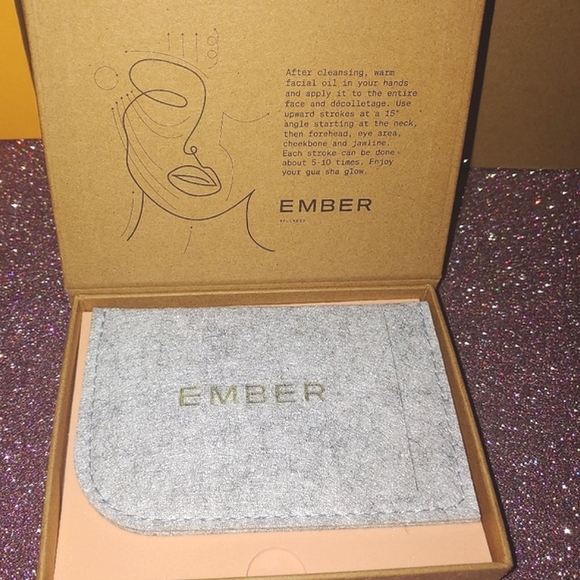 After cleansing, warm
facial oil in your hands
and apply it to the entire
face and décolletage. Use
upward strokes at a 15°
angle starting at the neck,
then forehead, eye area,
cheekbone and jawline.
Each stroke can be done
about 5-10 times. Enjoy
your gua sha glow.
EMBER
WELLNESS
EMBER